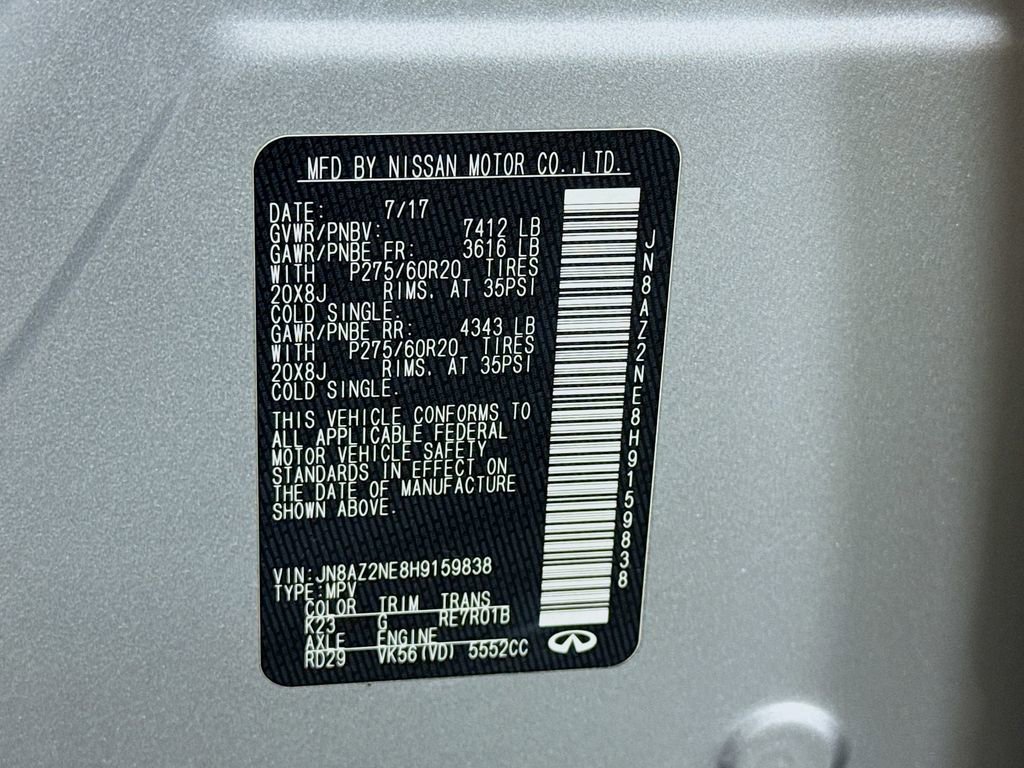 MFD BY NISSAN MOTOR CO.,LTD.
DATE: 7/17
GVWR/PNBV: 7412 LB
GAWR/PNBE FR: 3616 LB
WITH P275/60R20 TIRES
20X8J RIMS, AT 35PSI
COLD SINGLE.
GAWR/PNBE RR: 4343 LB
WITH P275/60R20 TIRES
20X8J RIMS, AT 35PSI
COLD SINGLE.
THIS VEHICLE CONFORMS TO
ALL APPLICABLE FEDERAL
MOTOR VEHICLE SAFETY
STANDARDS IN EFFECT ON
THE DATE OF MANUFACTURE
SHOWN ABOVE.
VIN:JN8AZ2NE8H9159838
TYPE:MPV
COLOR TRIM TRANS
K23 G RE7R01B
AXLE ENGINE
RD29 VK56(VD) 5552CC
JN8AZ2NE8H9159838